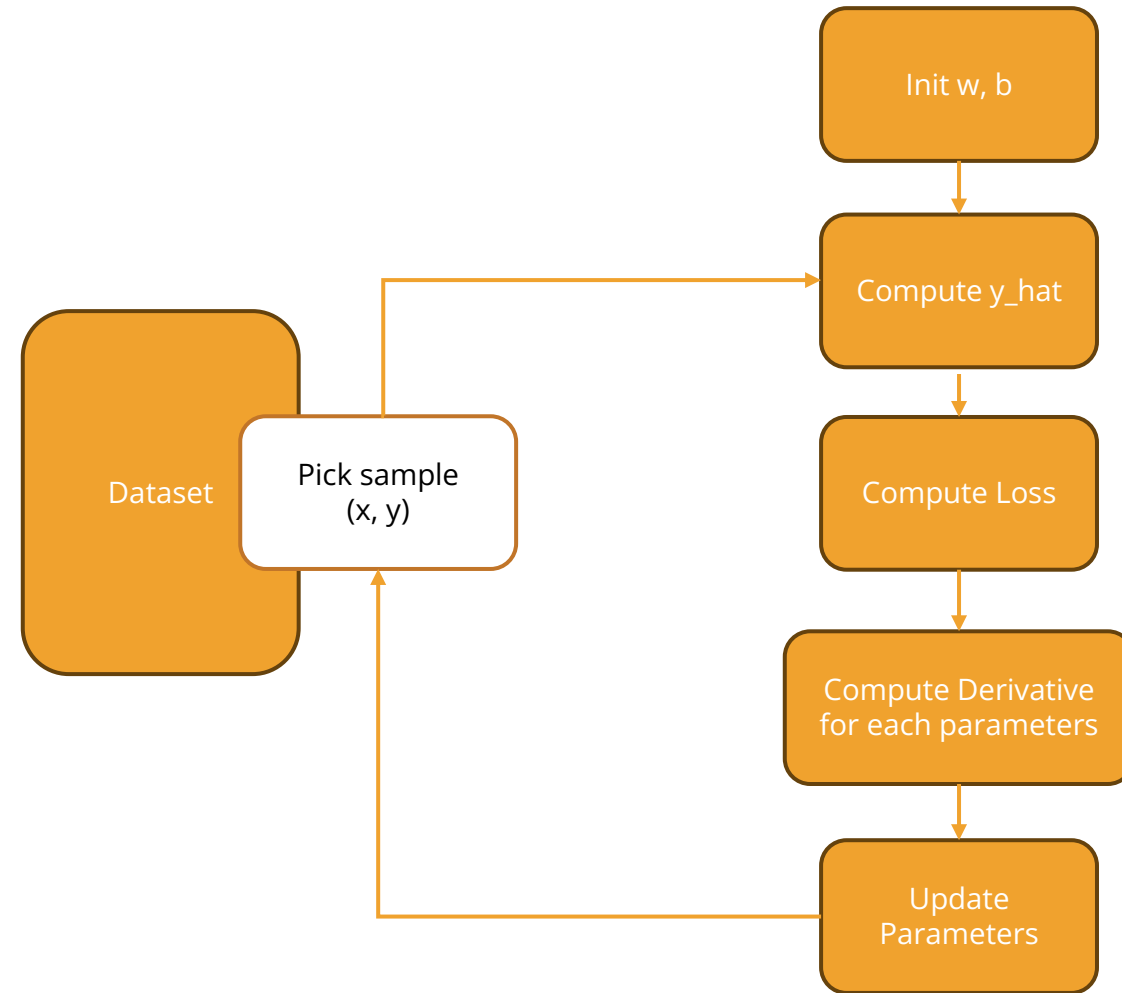 Init w, b
Compute y_hat
Dataset
Pick sample
(x, y)
Compute Loss
Compute Derivative
for each parameters
Update
Parameters